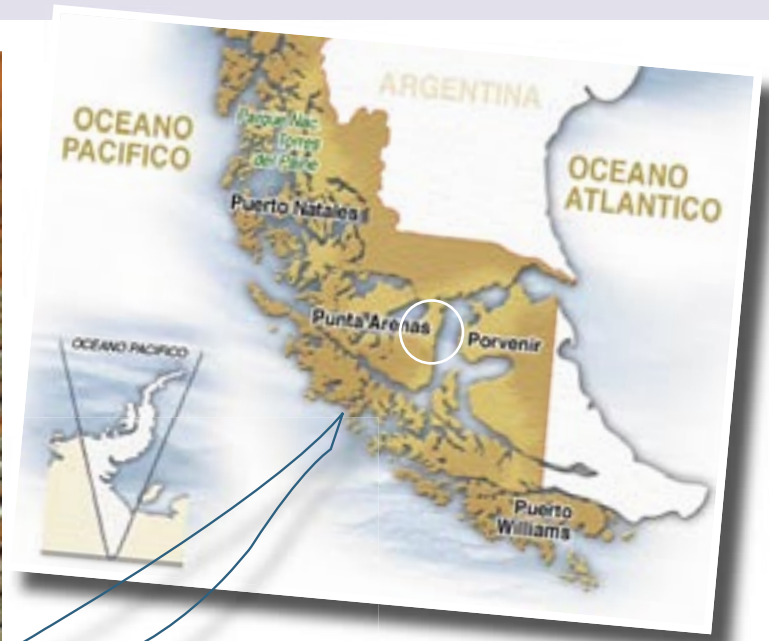 ARGENTINA
OCEANO
PACIFICO
Parque Nac.
Torres
del Paine
OCEANO
ATLANTICO
Puerto Natales
Punta Arenas
Porvenir
OCEANO PACIFICO
Puerto
Williams